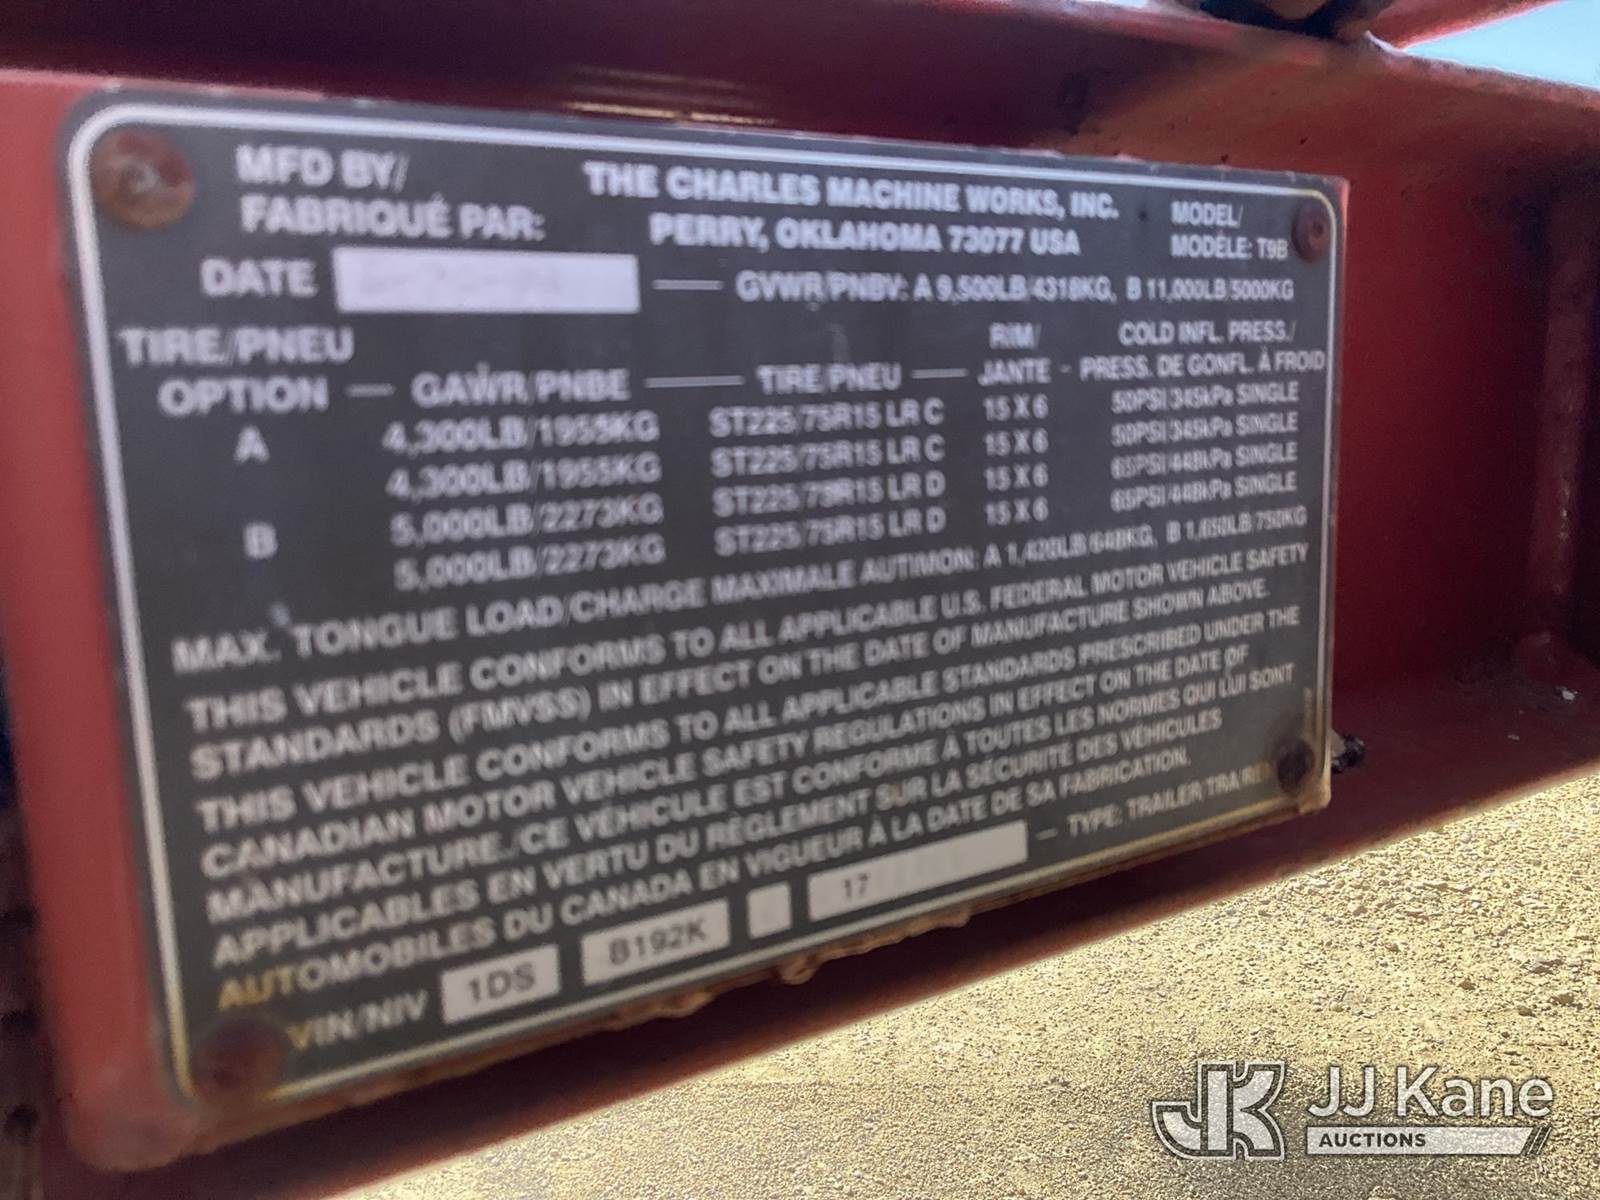 MFD BY/ THE CHARLES MACHINE WORKS, INC. MODEL/
FABRIQUÉ PAR: PERRY, OKLAHOMA 73077 USA MODÈLE: T9B
DATE GVWR/PNBV: A 9,500LB/4318KG, B 11,000LB/5000KG
TIRE/PNEU RIM/ COLD INFL. PRESS./
OPTION — GAWR/PNBE — TIRE/PNEU — JANTE - PRESS. DE GONFL. À FROID
A 4,300LB/1955KG ST225/75R15 LR C 15 X 6 50PSI/345kPa SINGLE
4,300LB/1955KG ST225/75R15 LR C 15 X 6 50PSI/345kPa SINGLE
B 5,000LB/2273KG ST225/75R15 LR D 15 X 6 65PSI/448kPa SINGLE
5,000LB/2273KG ST225/75R15 LR D 15 X 6 65PSI/448kPa SINGLE
MAX. TONGUE LOAD/CHARGE MAXIMALE AUTIMON: A 1,420LB/648KG, B 1,650LB/750KG
THIS VEHICLE CONFORMS TO ALL APPLICABLE U.S. FEDERAL MOTOR VEHICLE SAFETY
STANDARDS (FMVSS) IN EFFECT ON THE DATE OF MANUFACTURE SHOWN ABOVE.
THIS VEHICLE CONFORMS TO ALL APPLICABLE STANDARDS PRESCRIBED UNDER THE
CANADIAN MOTOR VEHICLE SAFETY REGULATIONS IN EFFECT ON THE DATE OF
MANUFACTURE./CE VÉHICULE EST CONFORME À TOUTES LES NORMES QUI LUI SONT
APPLICABLES EN VERTU DU RÈGLEMENT SUR LA SÉCURITÉ DES VÉHICULES
AUTOMOBILES DU CANADA EN VIGUEUR À LA DATE DE SA FABRICATION.
VIN/NIV 1DS B192K 17 — TYPE: TRAILER TRA/REM
JJ Kane
AUCTIONS